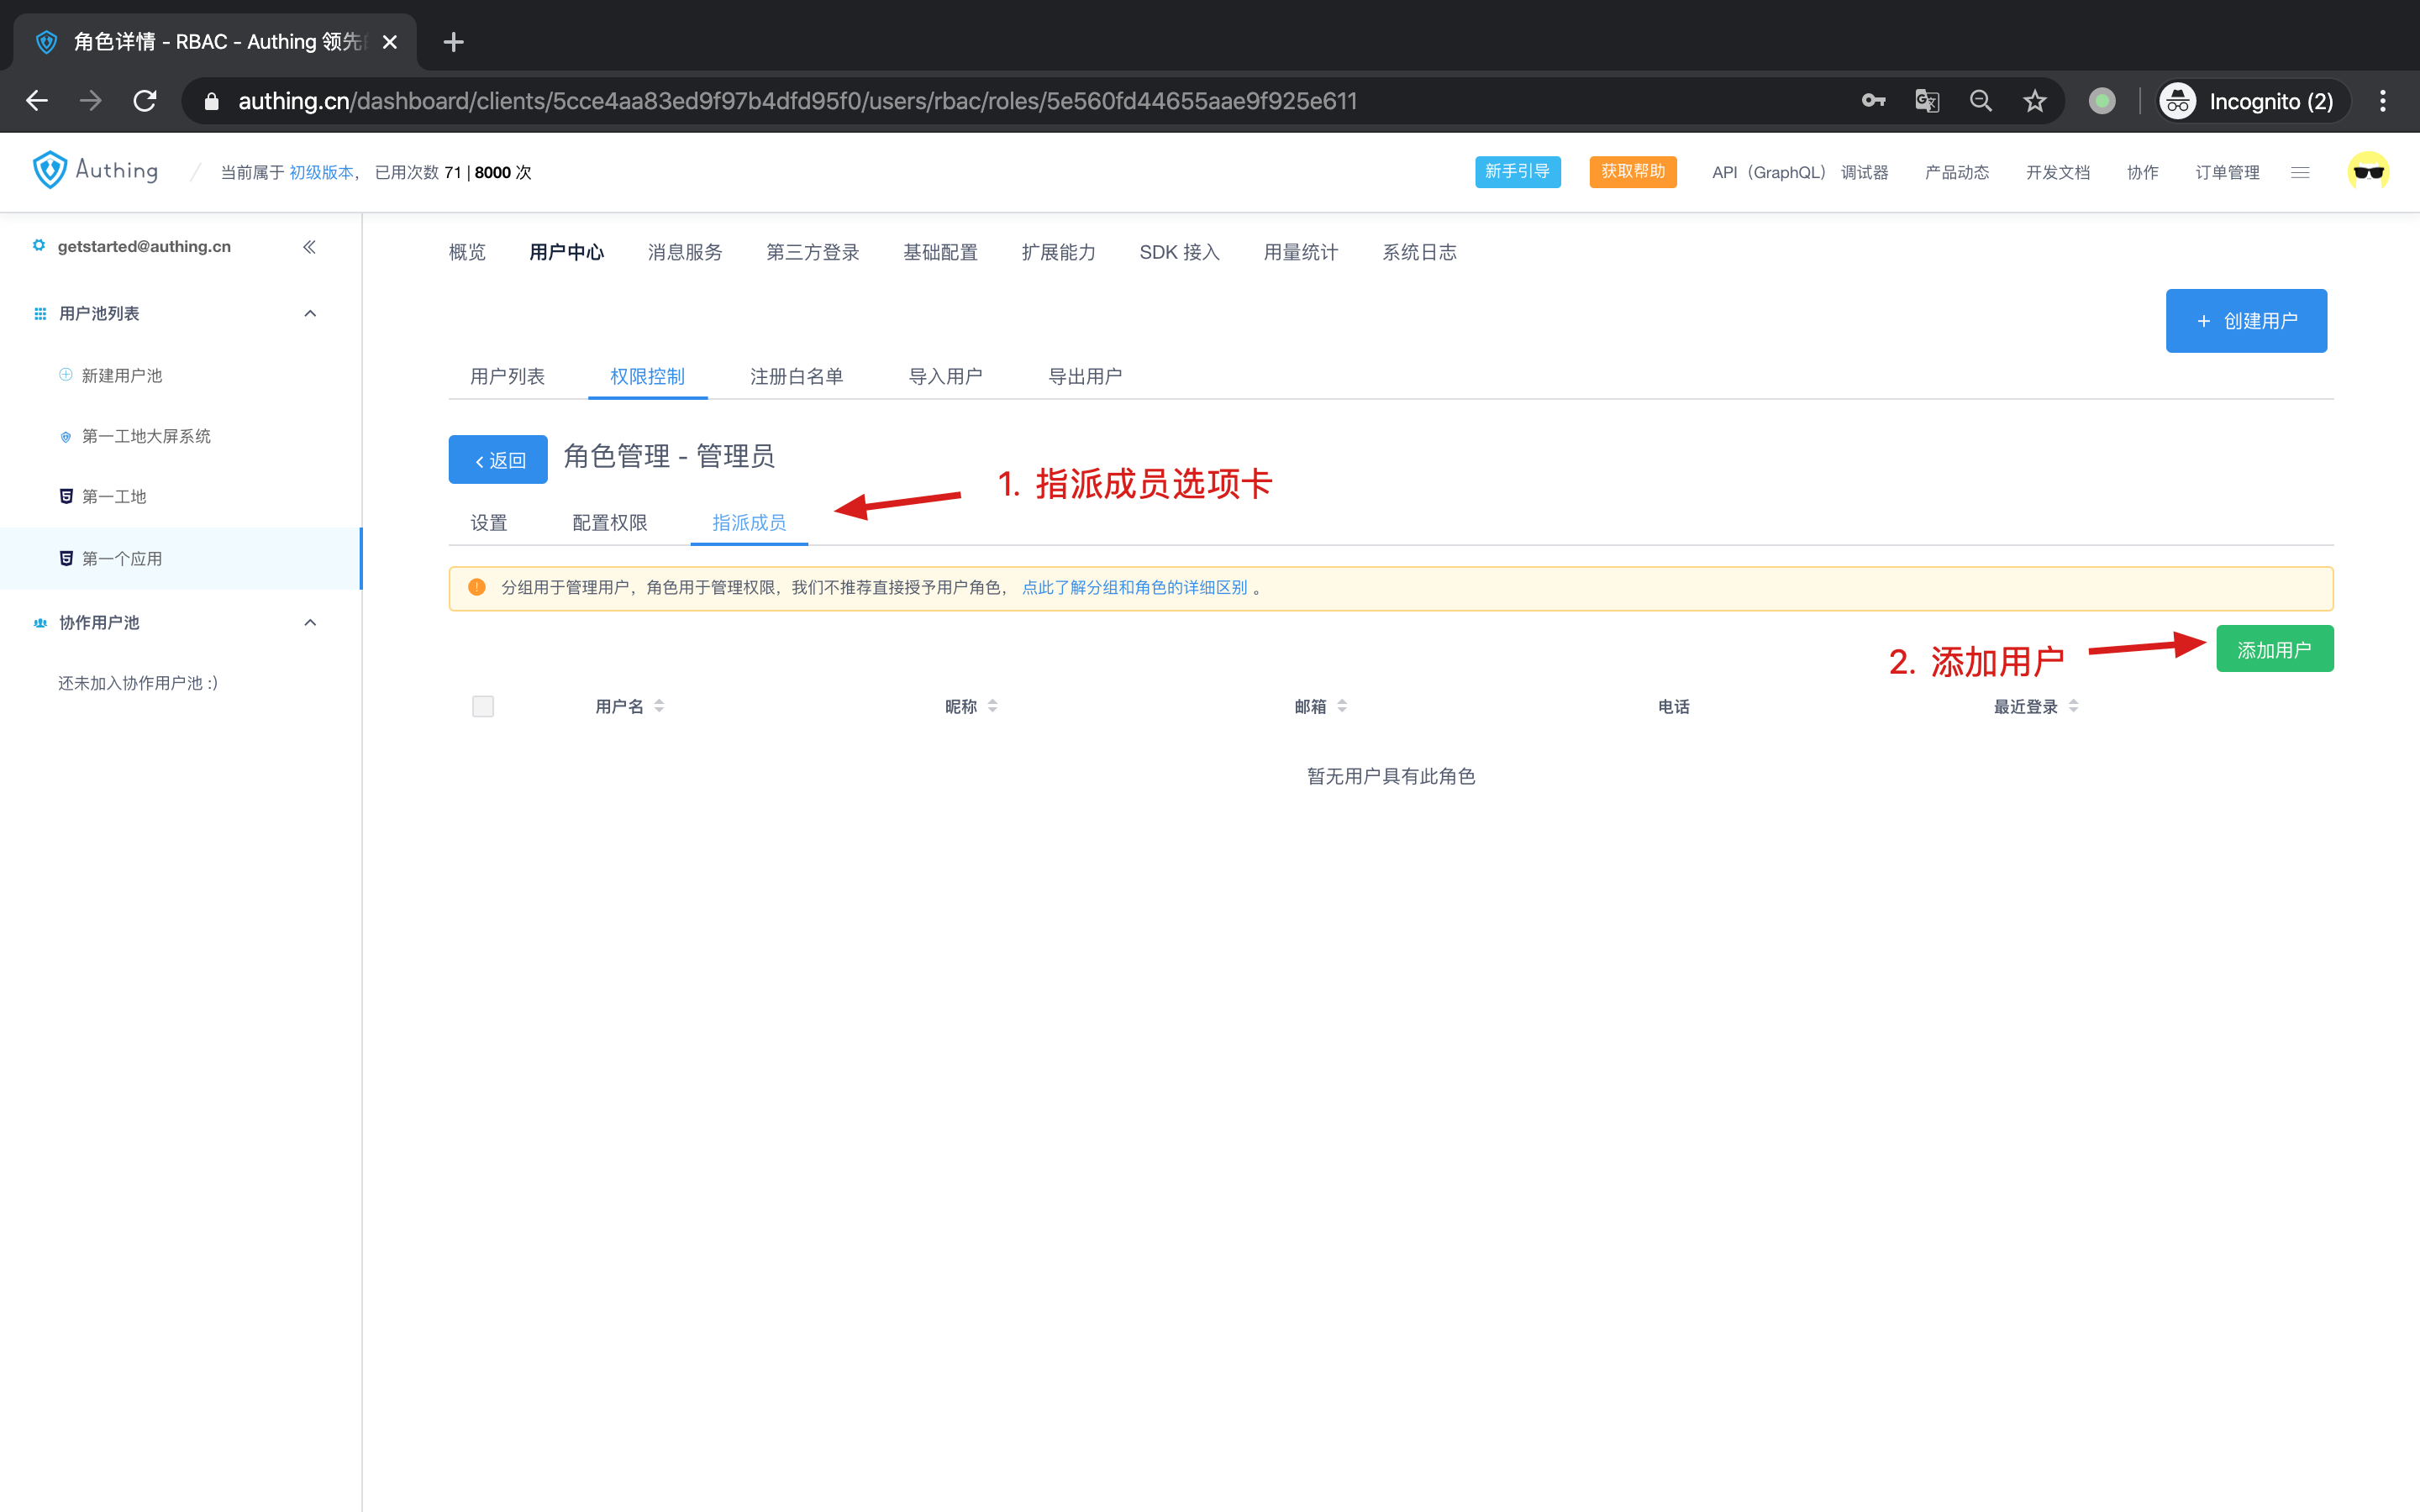 角色详情 - RBAC - Authing 领先
authing.cn/dashboard/clients/5cce4aa83ed9f97b4dfd95f0/users/rbac/roles/5e560fd44655aae9f925e611
Incognito (2)
Authing / 当前属于 初级版本， 已用次数 71 | 8000 次
新手引导 获取帮助 API（GraphQL） 调试器 产品动态 开发文档 协作 订单管理
getstarted@authing.cn
用户池列表
新建用户池
第一工地大屏系统
第一工地
第一个应用
协作用户池
还未加入协作用户池 :)
概览 用户中心 消息服务 第三方登录 基础配置 扩展能力 SDK 接入 用量统计 系统日志
+ 创建用户
用户列表 权限控制 注册白名单 导入用户 导出用户
返回 角色管理 - 管理员
1. 指派成员选项卡
设置 配置权限 指派成员
分组用于管理用户，角色用于管理权限，我们不推荐直接授予用户角色， 点此了解分组和角色的详细区别 。
2. 添加用户
添加用户
用户名 昵称 邮箱 电话 最近登录
暂无用户具有此角色